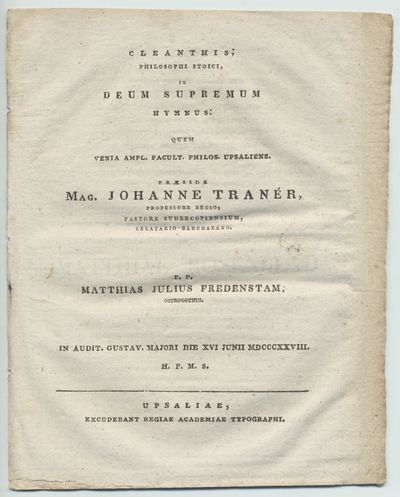 CLEANTHIS,
PHILOSOPHI STOICI,
IN
DEUM SUPREMUM
HYMNUS:
QUEM
VENIA AMPL. FACULT. PHILOS. UPSALIENS.
PRÆSIDE
MAG. JOHANNE TRANÉR,
PROFESSORE REGIO,
PASTORE SUDERCOPIENSIUM,
LEGATARIO BARCHÆANO.
P. P.
MATTHIAS JULIUS FREDENSTAM,
OSTROGOTHUS.
IN AUDIT. GUSTAV. MAJORI DIE XVI JUNII MDCCCXXVIII.
H. P. M. S.
UPSALIAE,
EXCUDEBANT REGIAE ACADEMIAE TYPOGRAPHI.